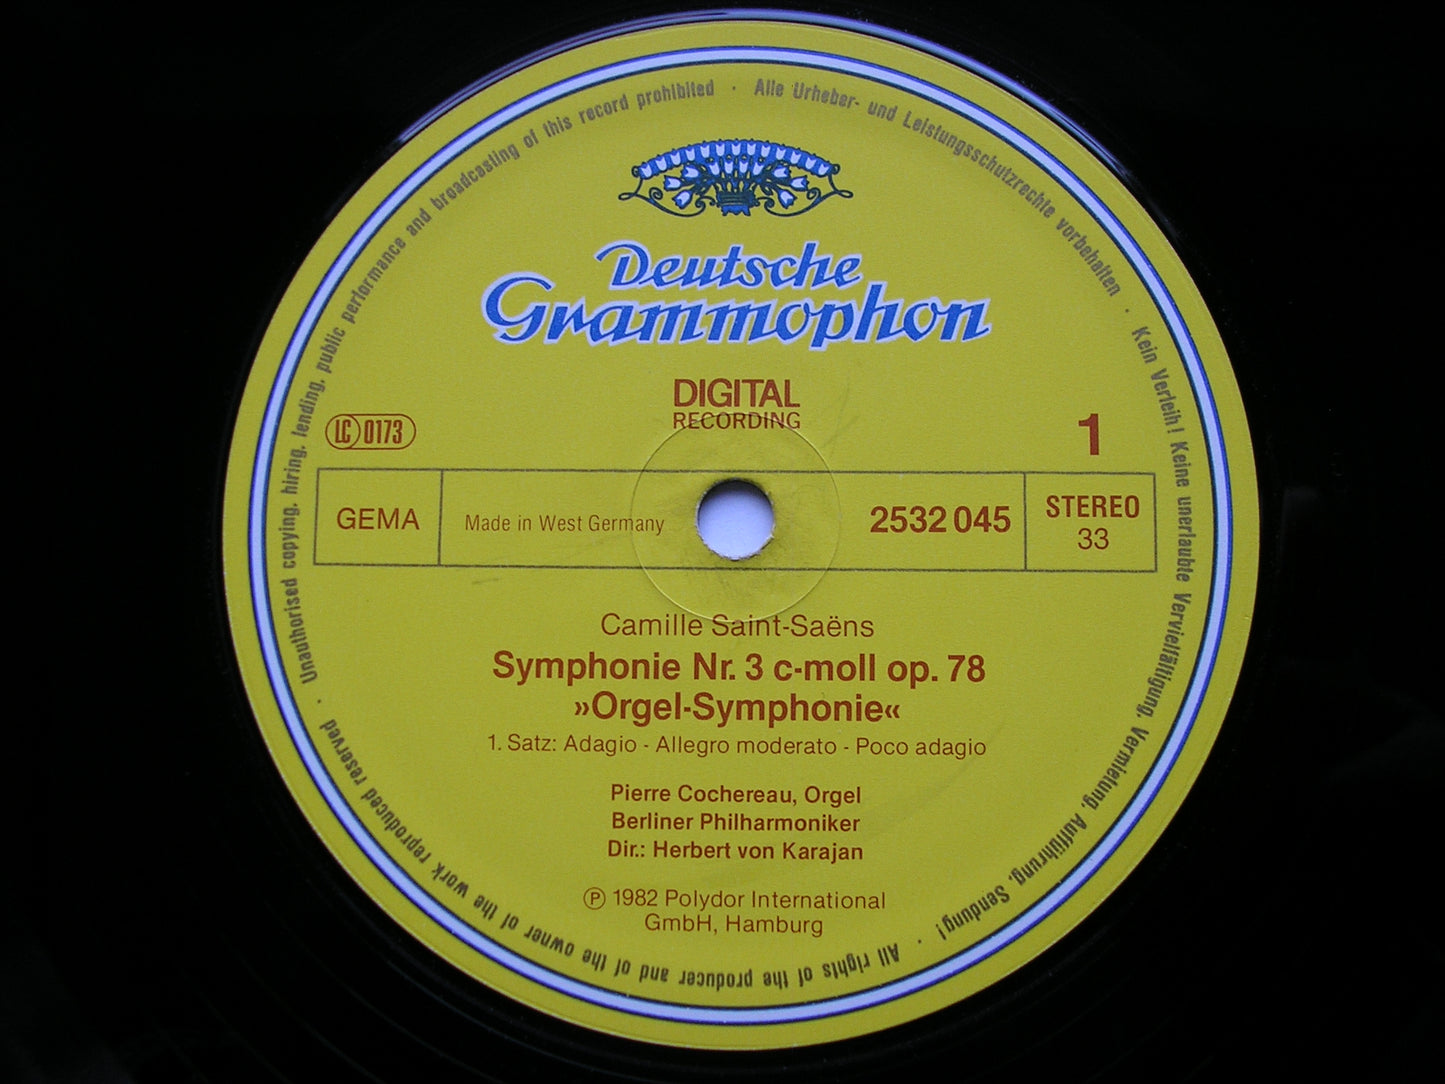 Deutsche
Grammophon
DIGITAL
RECORDING
LC 0173
1
GEMA
Made in West Germany
2532 045
STEREO
33
Camille Saint-Saëns
Symphonie Nr. 3 c-moll op. 78
»Orgel-Symphonie«
1. Satz: Adagio - Allegro moderato - Poco adagio
Pierre Cochereau, Orgel
Berliner Philharmoniker
Dir.: Herbert von Karajan
℗ 1982 Polydor International
GmbH, Hamburg
Alle Urheber- und Leistungsschutzrechte vorbehalten · Kein Verleih! Keine unerlaubte Vervielfältigung, Vermietung, Aufführung, Sendung! · All rights of the producer and of the owner of the work reproduced reserved · Unauthorised copying, hiring, lending, public performance and broadcasting of this record prohibited ·